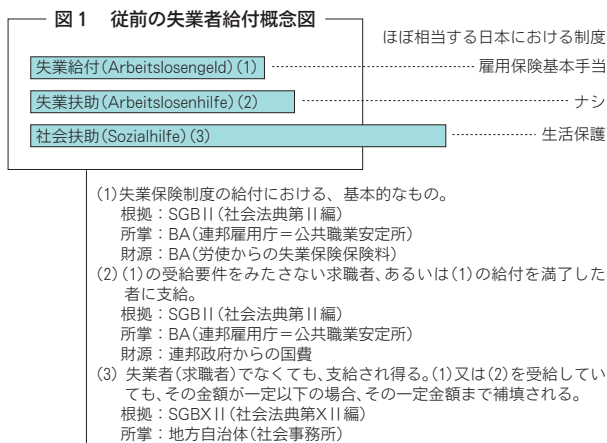 図1 従前の失業者給付概念図
ほぼ相当する日本における制度
失業給付(Arbeitslosengeld)(1) 雇用保険基本手当
失業扶助(Arbeitslosenhilfe)(2) ナシ
社会扶助(Sozialhilfe)(3) 生活保護
(1)失業保険制度の給付における、基本的なもの。
根拠：SGBII(社会法典第II編)
所掌：BA(連邦雇用庁＝公共職業安定所)
財源：BA(労使からの失業保険保険料)
(2)(1)の受給要件をみたさない求職者、あるいは(1)の給付を満了した
者に支給。
根拠：SGBII(社会法典第II編)
所掌：BA(連邦雇用庁＝公共職業安定所)
財源：連邦政府からの国費
(3) 失業者(求職者)でなくても、支給され得る。(1)又は(2)を受給してい
ても、その金額が一定以下の場合、その一定金額まで補填される。
根拠：SGBXII(社会法典第XII編)
所掌：地方自治体(社会事務所)